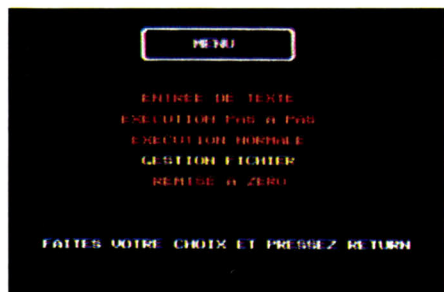 MENU
ENTREE DE TEXTE
EXECUTION PAS A PAS
EXECUTION NORMALE
GESTION FICHIER
REMISE A ZERO
FAITES VOTRE CHOIX ET PRESSEZ RETURN